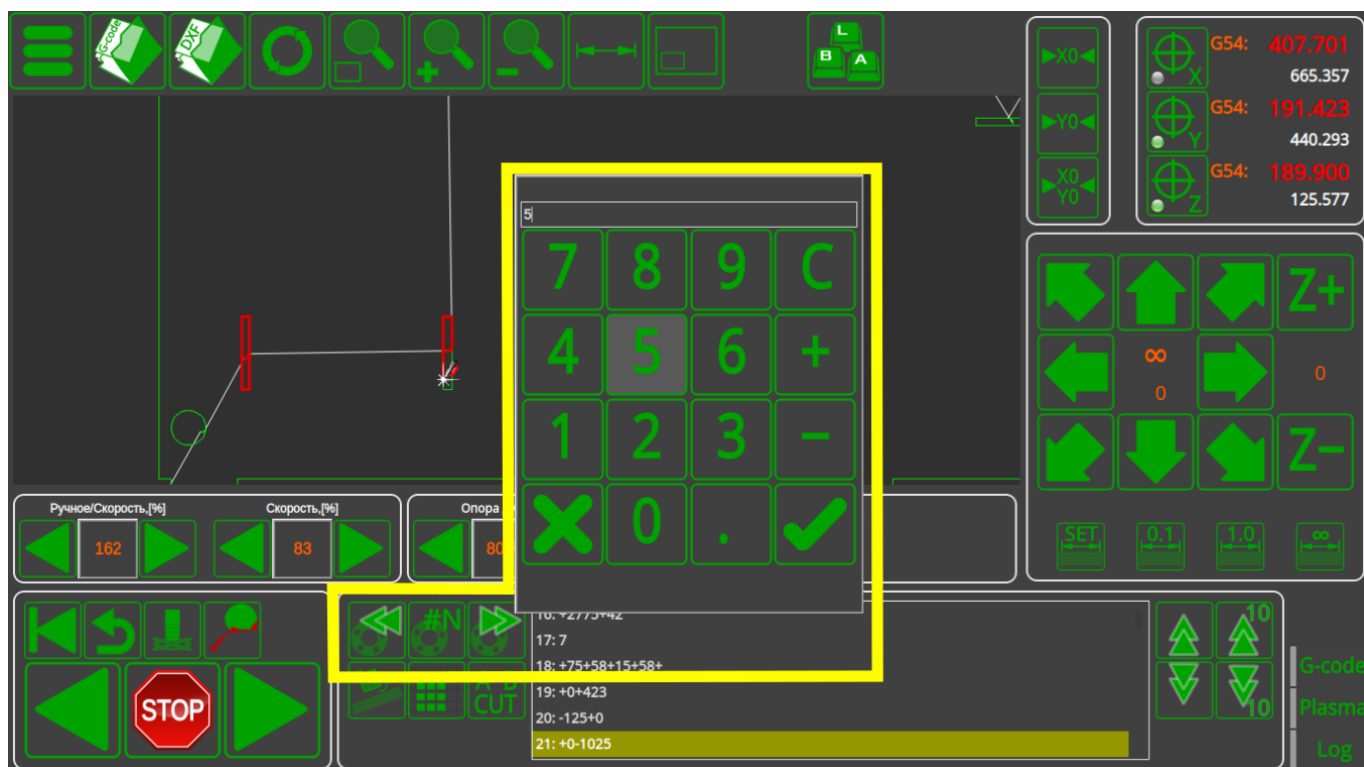 G-code
DXF
L
B A
►X0◄
►Y0◄
►X0◄
Y0
X
G54: 407.701
665.357
Y
G54: 191.423
440.293
Z
G54: 189.900
125.577
5
7 8 9 C
4 5 6 +
1 2 3 −
0 .
Z+
∞
0
0
Z−
SET 0.1 1.0 ∞
Ручное/Скорость,[%] Скорость,[%] Опора
162 83 80
#N
CUT
STOP
16: +2775+42
17: 7
18: +75+58+15+58+
19: +0+423
20: -125+0
21: +0-1025
10
10
G-code
Plasma
Log